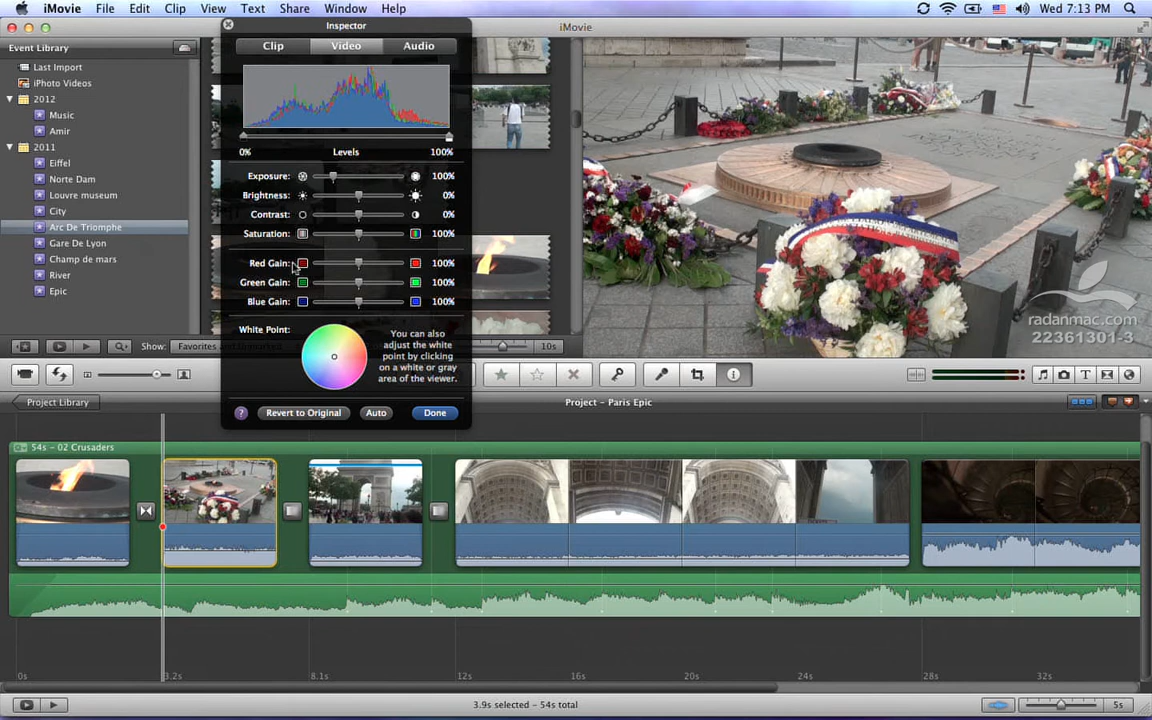 iMovie File Edit Clip View Text Share Window Help Wed 7:13 PM
Inspector
iMovie
Event Library
Clip Video Audio
Last Import
iPhoto Videos
2012
Music
Amir
2011
Eiffel
Norte Dam
Louvre museum
City
Arc De Triomphe
Gare De Lyon
Champ de mars
River
Epic
0% Levels 100%
Exposure: 100%
Brightness: 0%
Contrast: 0%
Saturation: 100%
Red Gain: 100%
Green Gain: 100%
Blue Gain: 100%
White Point:
You can also
adjust the white
point by clicking
on a white or gray
area of the viewer.
? Revert to Original Auto Done
radanmac.com
22361301-3
Show: Favorites and 10s
Project Library
Project - Paris Epic
54s - 02 Crusaders
0s 3.2s 8.1s 12s 16s 20s 24s 28s 32s
3.9s selected - 54s total
5s